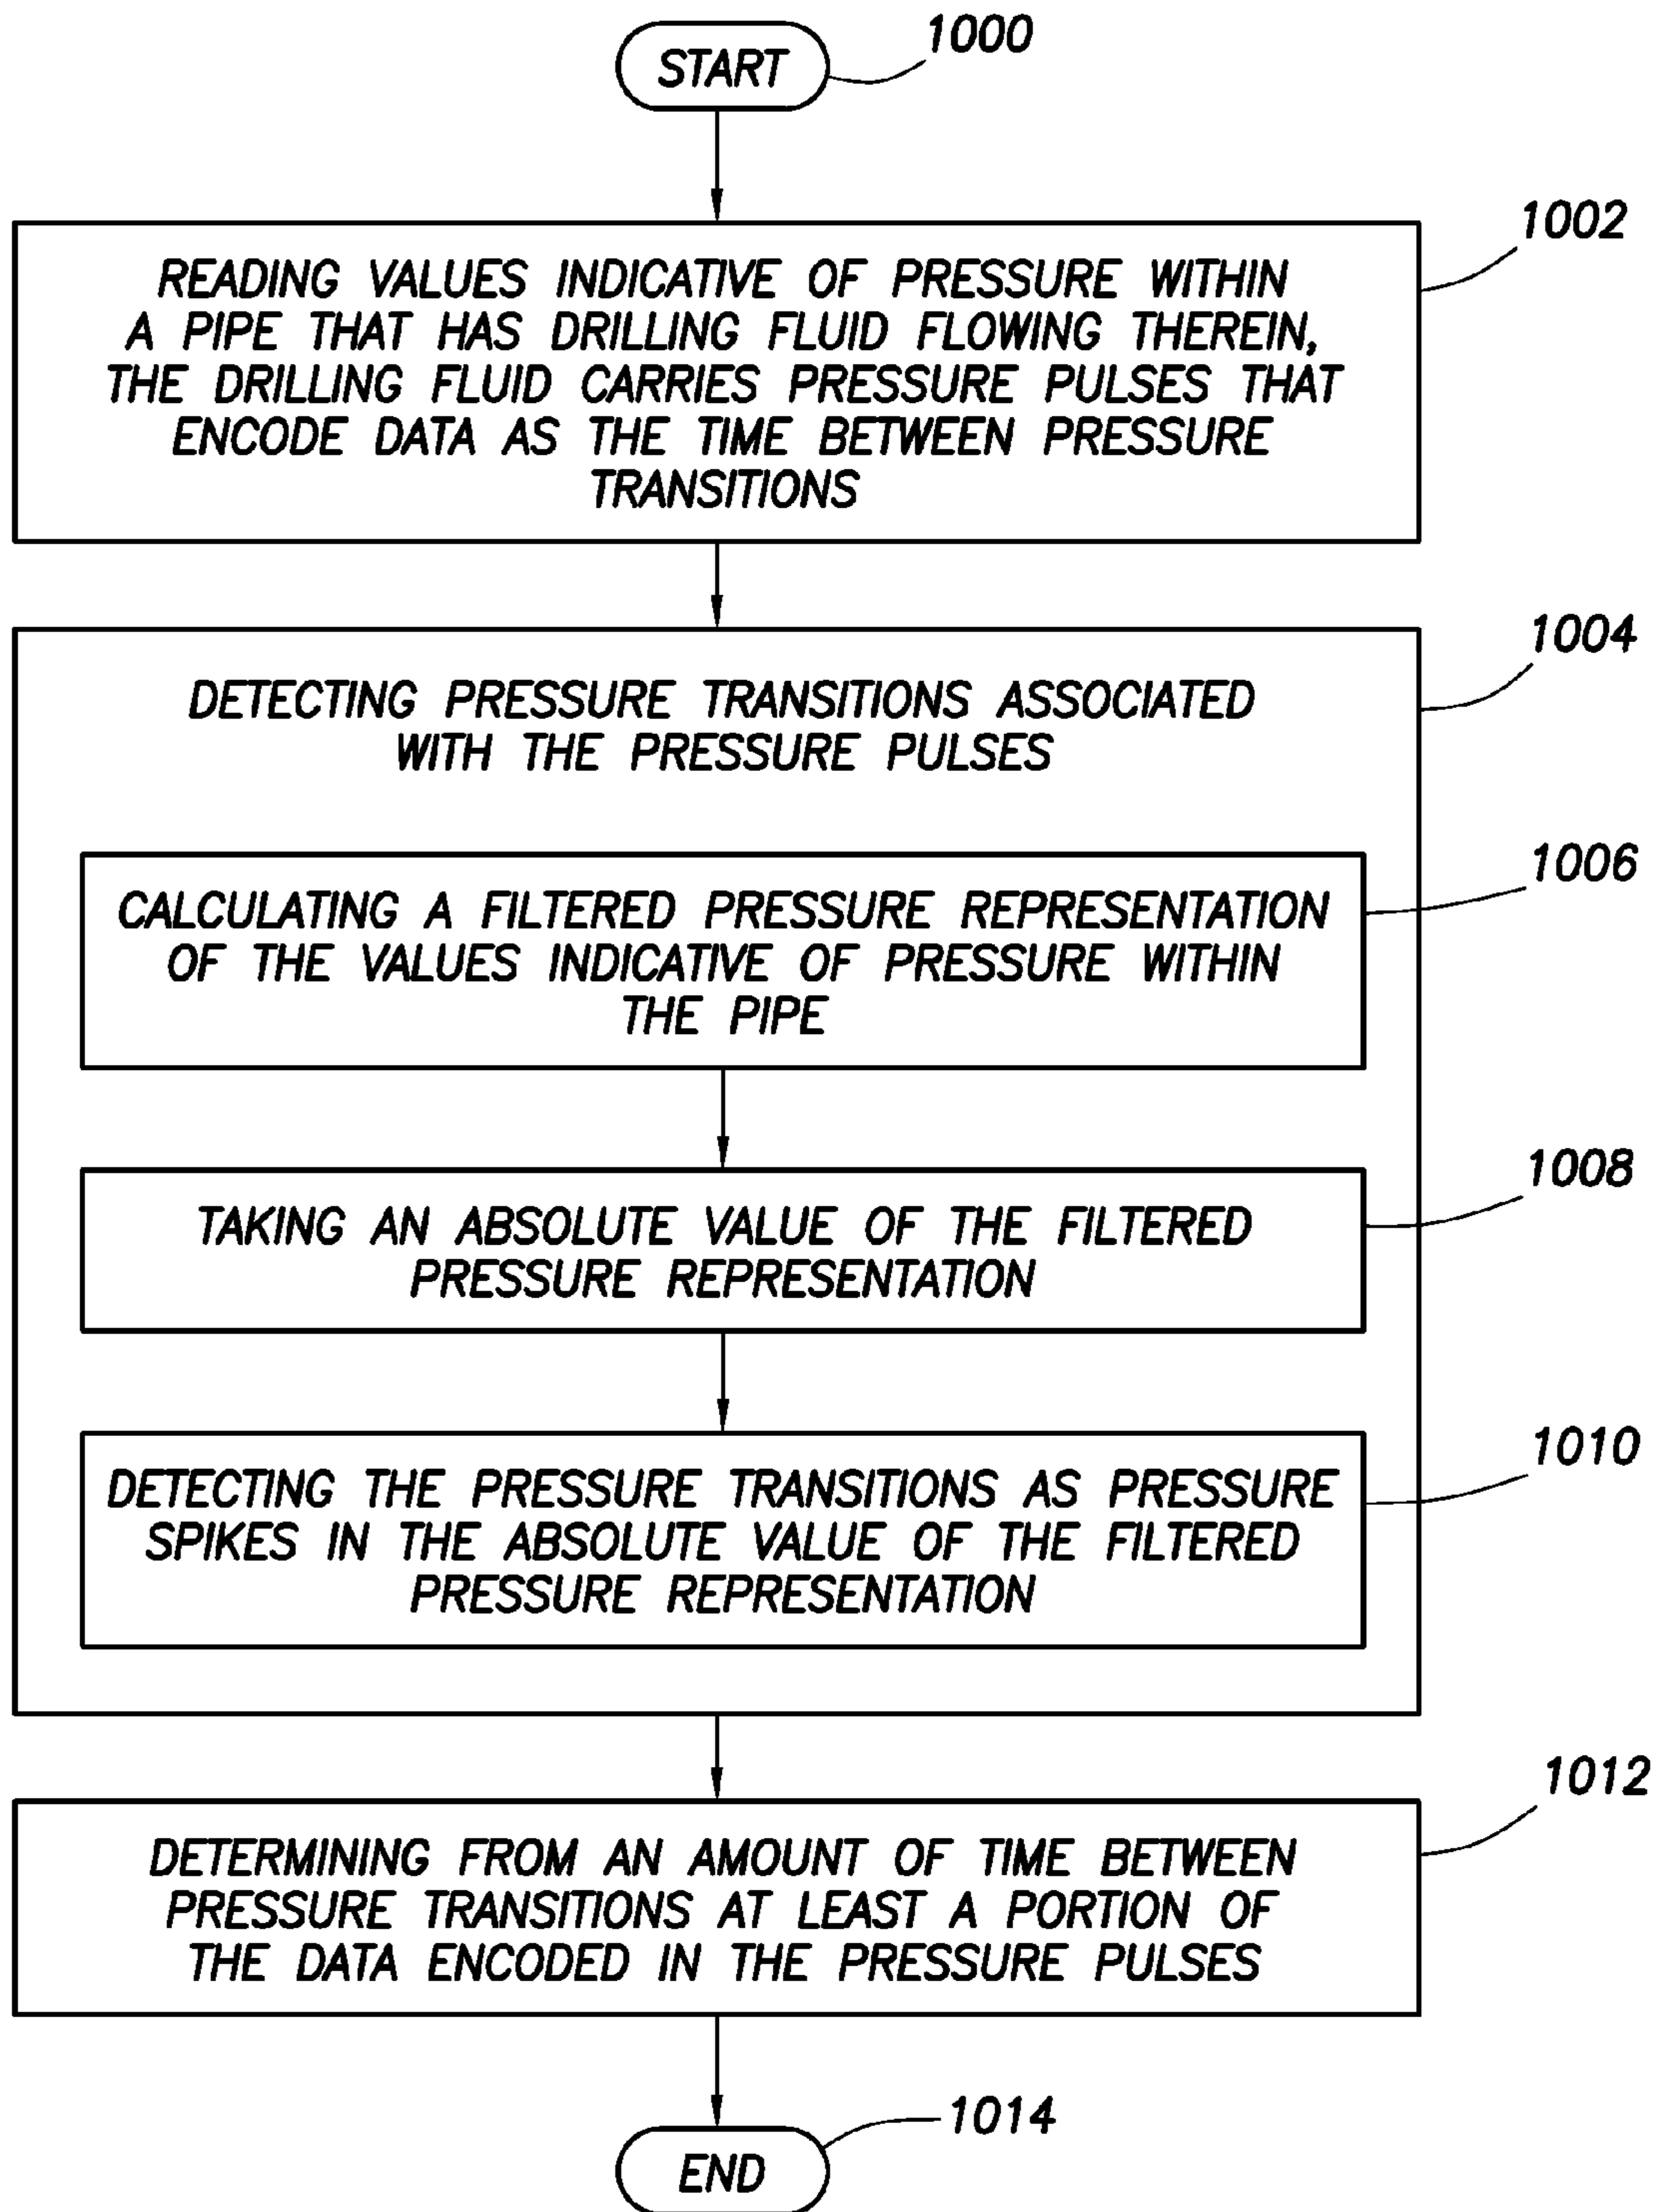 START
1000
1002
READING VALUES INDICATIVE OF PRESSURE WITHIN
A PIPE THAT HAS DRILLING FLUID FLOWING THEREIN,
THE DRILLING FLUID CARRIES PRESSURE PULSES THAT
ENCODE DATA AS THE TIME BETWEEN PRESSURE
TRANSITIONS
1004
DETECTING PRESSURE TRANSITIONS ASSOCIATED
WITH THE PRESSURE PULSES
1006
CALCULATING A FILTERED PRESSURE REPRESENTATION
OF THE VALUES INDICATIVE OF PRESSURE WITHIN
THE PIPE
1008
TAKING AN ABSOLUTE VALUE OF THE FILTERED
PRESSURE REPRESENTATION
1010
DETECTING THE PRESSURE TRANSITIONS AS PRESSURE
SPIKES IN THE ABSOLUTE VALUE OF THE FILTERED
PRESSURE REPRESENTATION
1012
DETERMINING FROM AN AMOUNT OF TIME BETWEEN
PRESSURE TRANSITIONS AT LEAST A PORTION OF
THE DATA ENCODED IN THE PRESSURE PULSES
1014
END